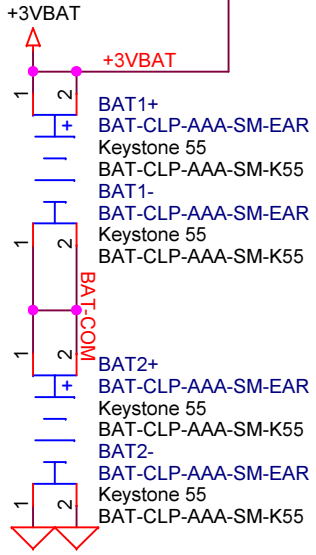 +3VBAT
+3VBAT
1
2
BAT1+
BAT-CLP-AAA-SM-EAR
+
Keystone 55
BAT-CLP-AAA-SM-K55
BAT1-
BAT-CLP-AAA-SM-EAR
Keystone 55
1
2
BAT-CLP-AAA-SM-K55
BAT-COM
1
2
BAT2+
BAT-CLP-AAA-SM-EAR
+
Keystone 55
BAT-CLP-AAA-SM-K55
BAT2-
BAT-CLP-AAA-SM-EAR
Keystone 55
1
2
BAT-CLP-AAA-SM-K55